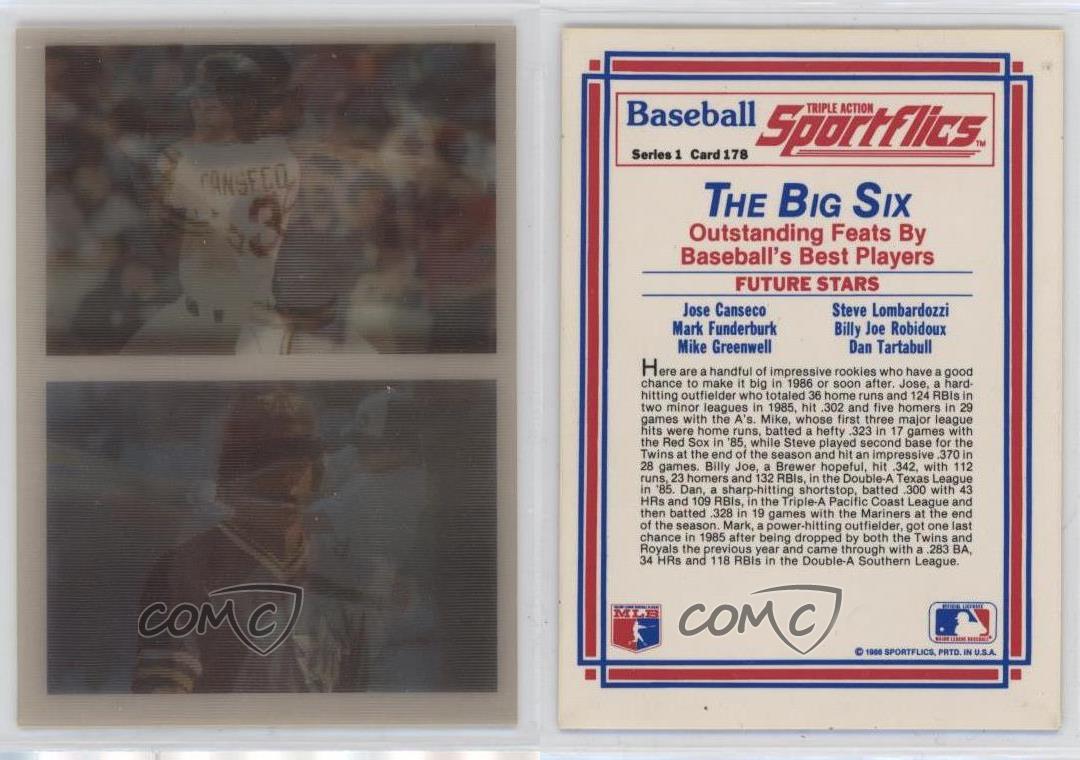 CANSECO
33
COMC
Baseball
TRIPLE ACTION
Sportflics™
Series 1 Card 178
THE BIG SIX
Outstanding Feats By
Baseball's Best Players
FUTURE STARS
Jose Canseco Steve Lombardozzi
Mark Funderburk Billy Joe Robidoux
Mike Greenwell Dan Tartabull
Here are a handful of impressive rookies who have a good
chance to make it big in 1986 or soon after. Jose, a hard-
hitting outfielder who totaled 36 home runs and 124 RBIs in
two minor leagues in 1985, hit .302 and five homers in 29
games with the A's. Mike, whose first three major league
hits were home runs, batted a hefty .323 in 17 games with
the Red Sox in '85, while Steve played second base for the
Twins at the end of the season and hit an impressive .370 in
28 games. Billy Joe, a Brewer hopeful, hit .342, with 112
runs, 23 homers and 132 RBIs, in the Double-A Texas League
in '85. Dan, a sharp-hitting shortstop, batted .300 with 43
HRs and 109 RBIs, in the Triple-A Pacific Coast League and
then batted .328 in 19 games with the Mariners at the end
of the season. Mark, a power-hitting outfielder, got one last
chance in 1985 after being dropped by both the Twins and
Royals the previous year and came through with a .283 BA,
34 HRs and 118 RBIs in the Double-A Southern League.
MLB
COMC
OFFICIAL LICENSEE
MAJOR LEAGUE BASEBALL
© 1986 SPORTFLICS, PRTD. IN U.S.A.